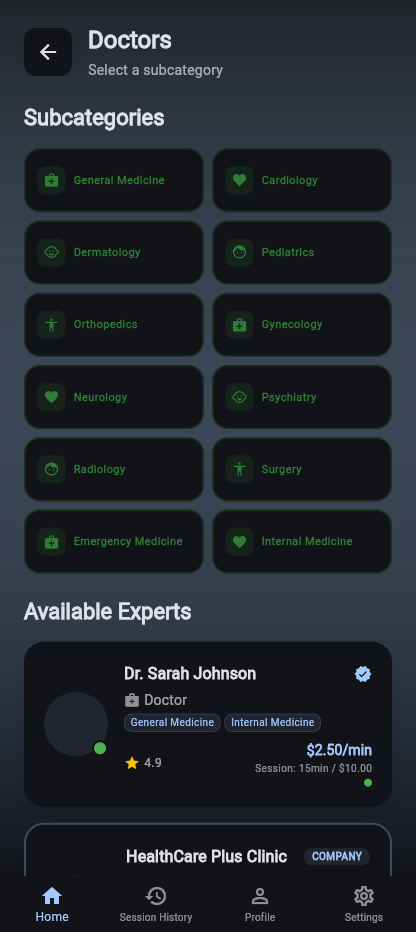 Doctors
Select a subcategory
Subcategories
General Medicine
Cardiology
Dermatology
Pediatrics
Orthopedics
Gynecology
Neurology
Psychiatry
Radiology
Surgery
Emergency Medicine
Internal Medicine
Available Experts
Dr. Sarah Johnson
Doctor
General Medicine Internal Medicine
$2.50/min
4.9
Session: 15min / $10.00
HealthCare Plus Clinic COMPANY
Home Session History Profile Settings